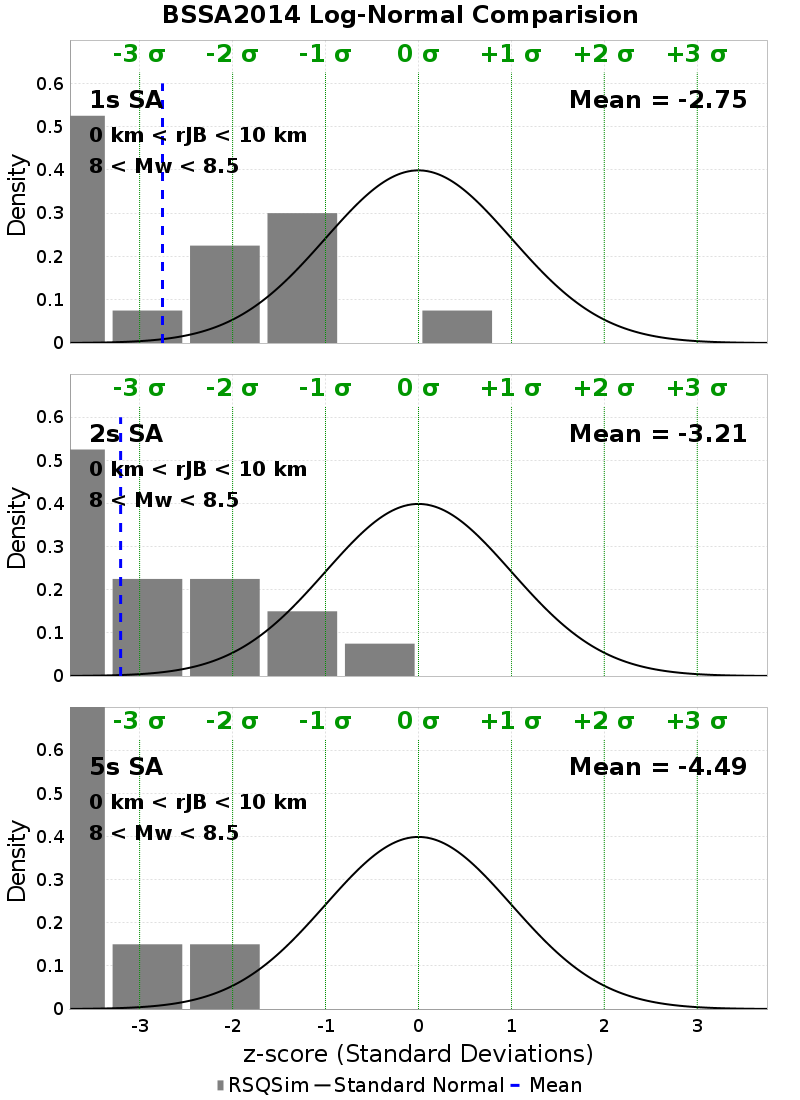 BSSA2014 Log-Normal Comparision
-3 σ -2 σ -1 σ 0 σ +1 σ +2 σ +3 σ
1s SA Mean = -2.75
0 km < rJB < 10 km
8 < Mw < 8.5
0.6
0.5
0.4
0.3
0.2
0.1
0
Density
-3 σ -2 σ -1 σ 0 σ +1 σ +2 σ +3 σ
2s SA Mean = -3.21
0 km < rJB < 10 km
8 < Mw < 8.5
0.6
0.5
0.4
0.3
0.2
0.1
0
Density
-3 σ -2 σ -1 σ 0 σ +1 σ +2 σ +3 σ
5s SA Mean = -4.49
0 km < rJB < 10 km
8 < Mw < 8.5
0.6
0.5
0.4
0.3
0.2
0.1
0
Density
-3 -2 -1 0 1 2 3
z-score (Standard Deviations)
RSQSim Standard Normal Mean